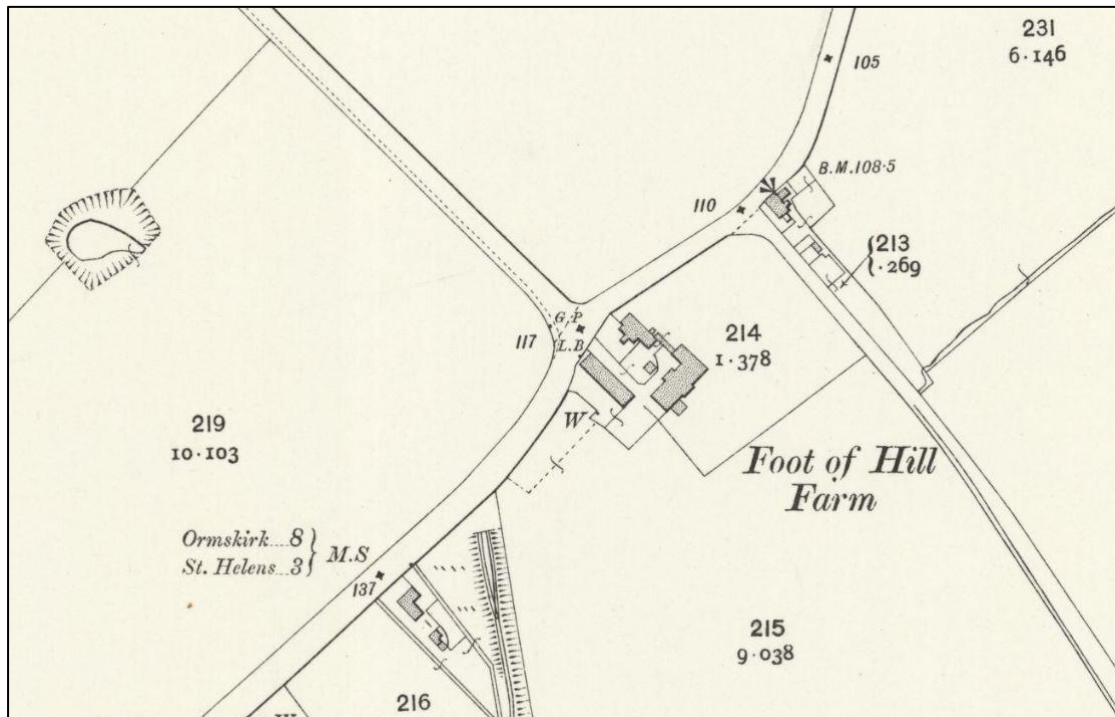 231
6·146
105
B.M.108·5
110
213
·269
G.P
L.B
117
214
1·378
W
219
10·103
Foot of Hill
Farm
Ormskirk....8
St. Helens...3
M.S
137
215
9·038
216
W